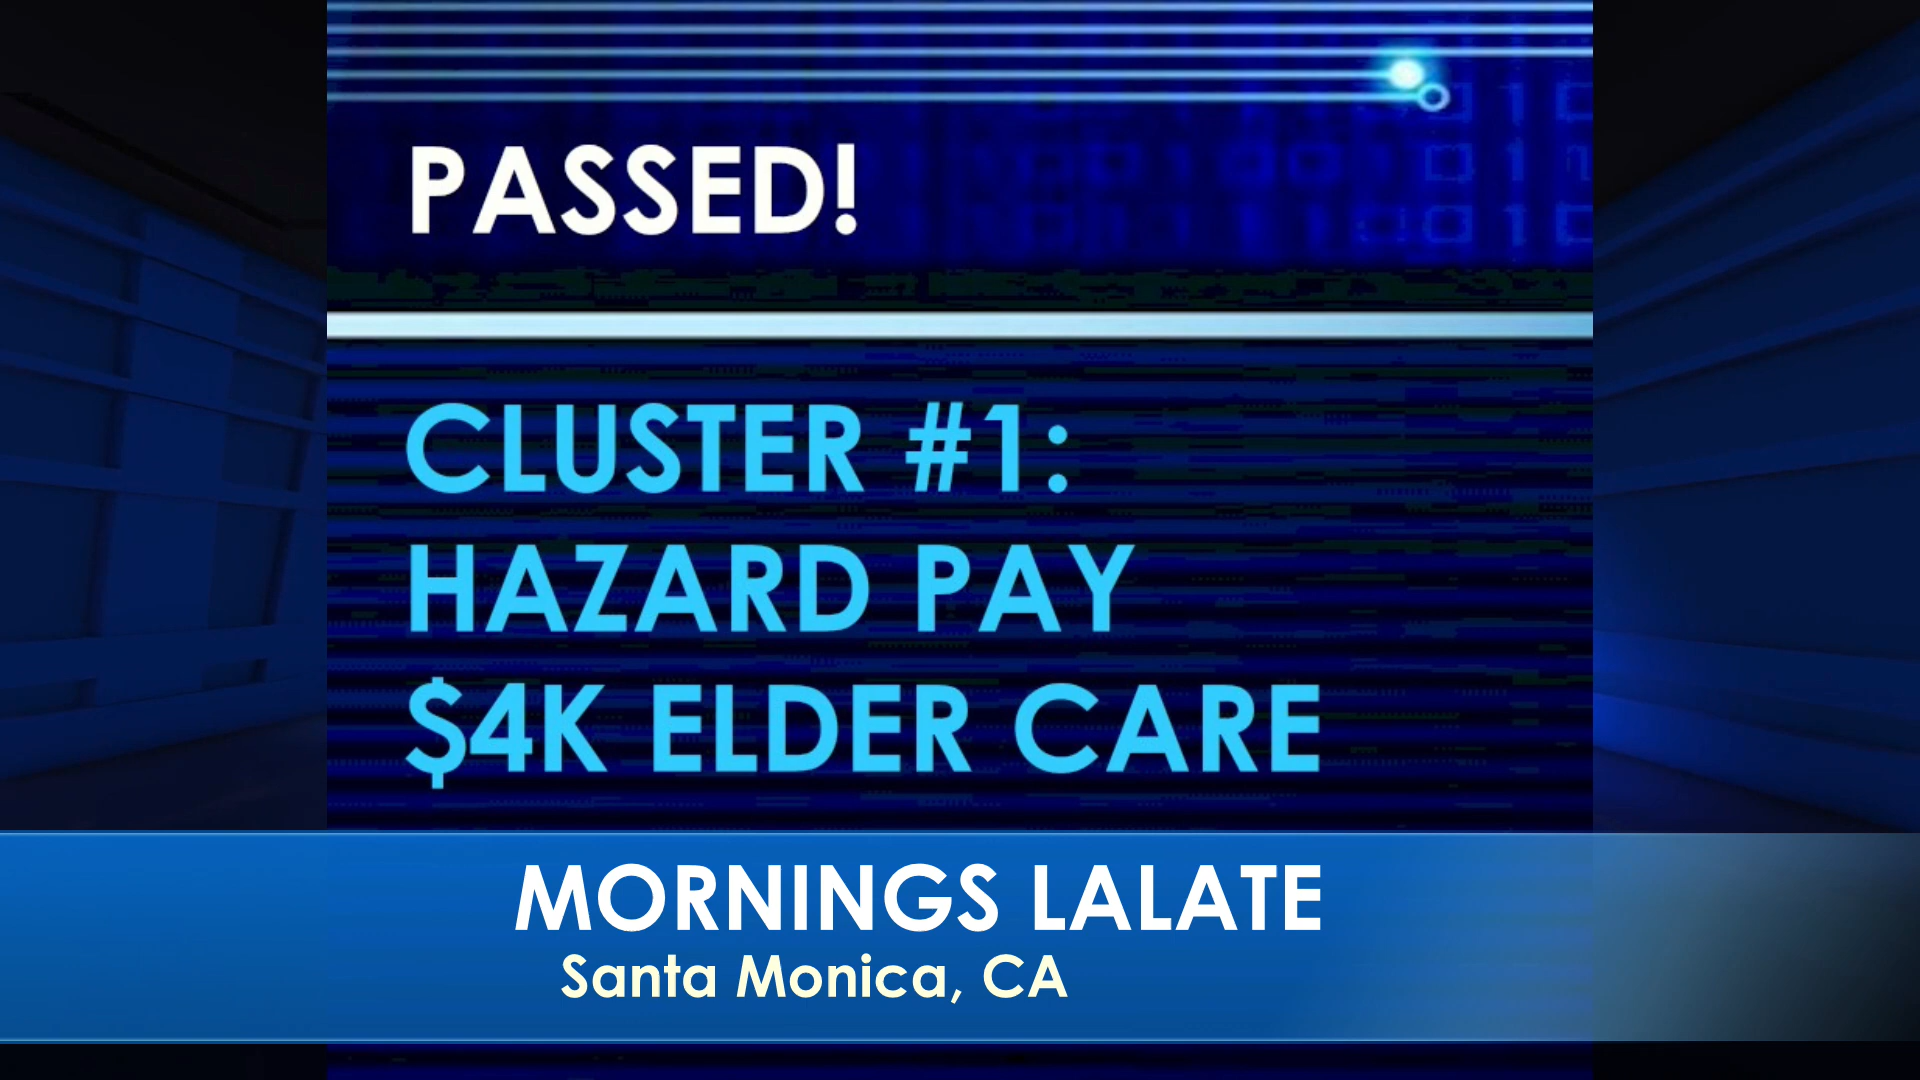 PASSED!
CLUSTER #1:
HAZARD PAY
$4K ELDER CARE
MORNINGS LALATE
Santa Monica, CA